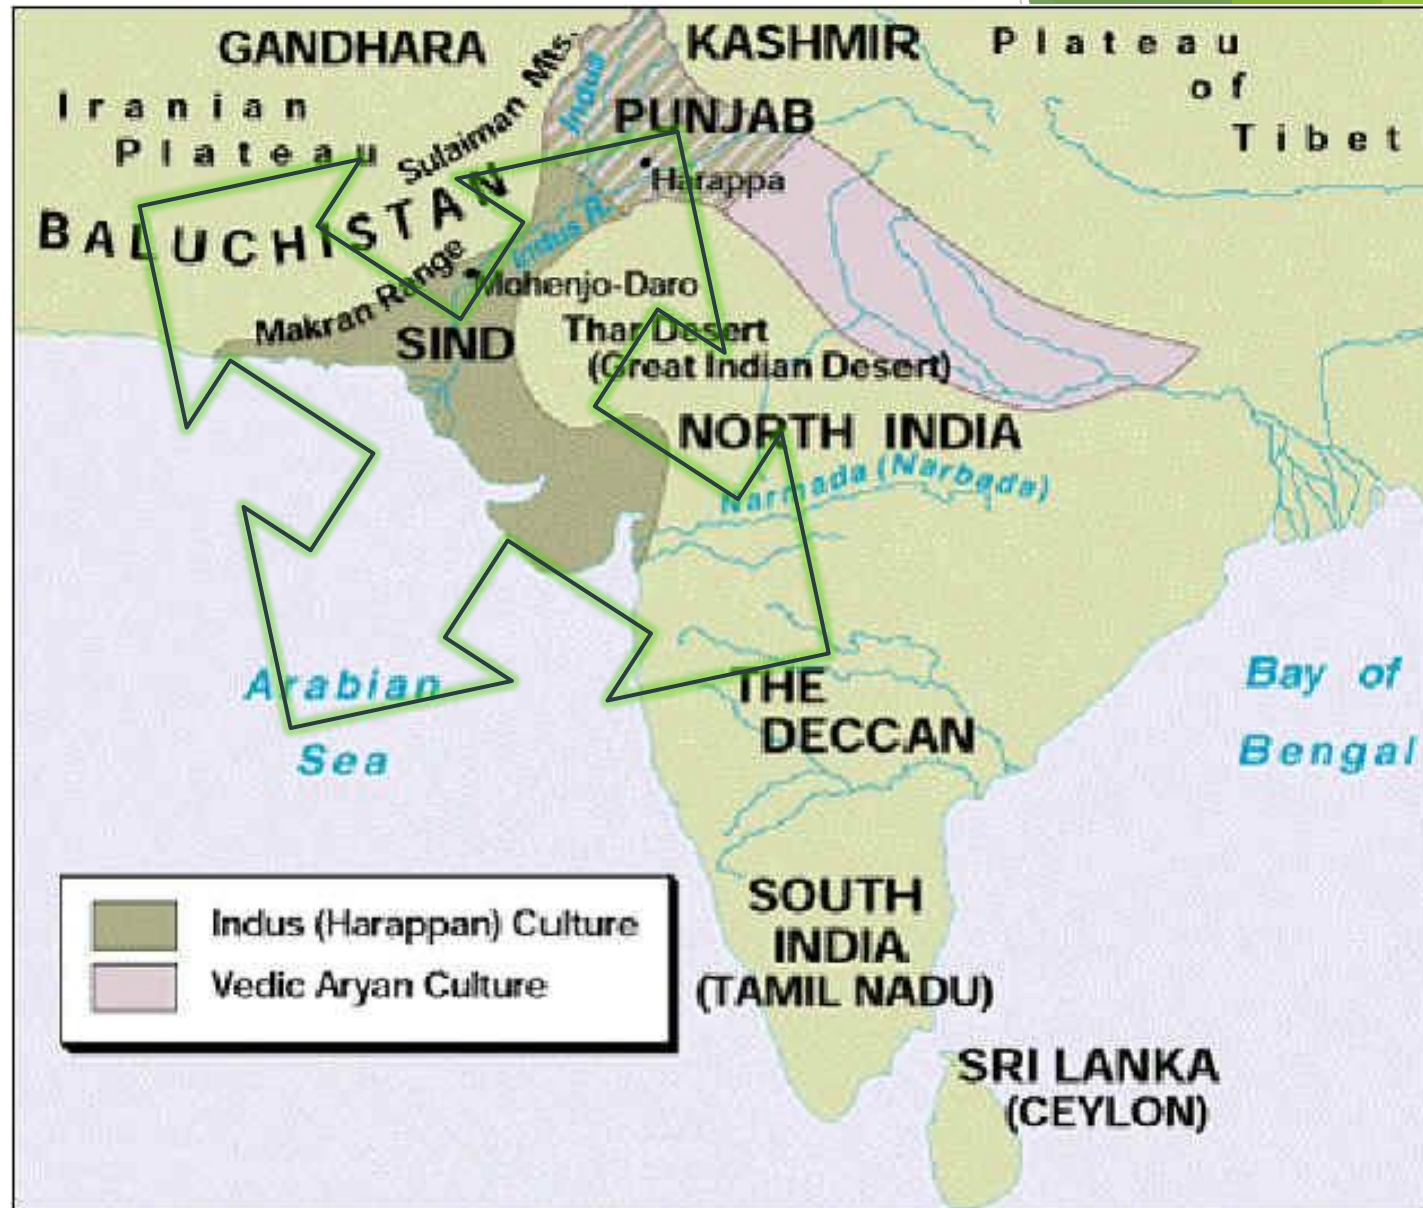 GANDHARA
KASHMIR
Plateau
of
Tibet
Iranian
Plateau
Sulaiman Mts.
Indus
PUNJAB
Harappa
BALUCHISTAN
Indus R.
Makran Range
Mohenjo-Daro
SIND
Thar Desert
(Great Indian Desert)
NORTH INDIA
Narmada (Narbada)
Arabian
Sea
THE
DECCAN
Bay of
Bengal
Indus (Harappan) Culture
Vedic Aryan Culture
SOUTH
INDIA
(TAMIL NADU)
SRI LANKA
(CEYLON)